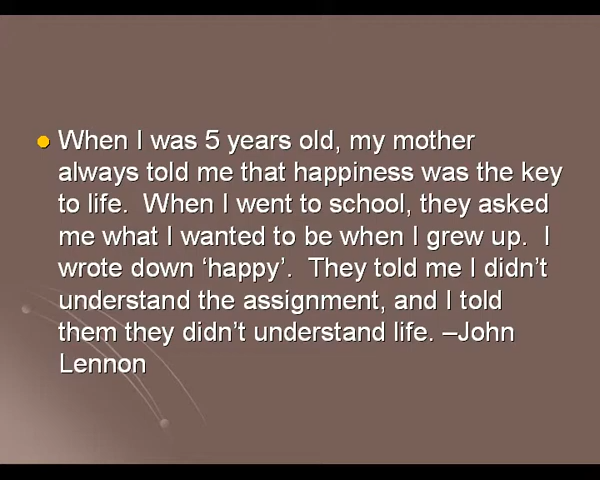 When I was 5 years old, my mother
always told me that happiness was the key
to life.  When I went to school, they asked
me what I wanted to be when I grew up.  I
wrote down ‘happy’.  They told me I didn’t
understand the assignment, and I told
them they didn’t understand life. –John
Lennon